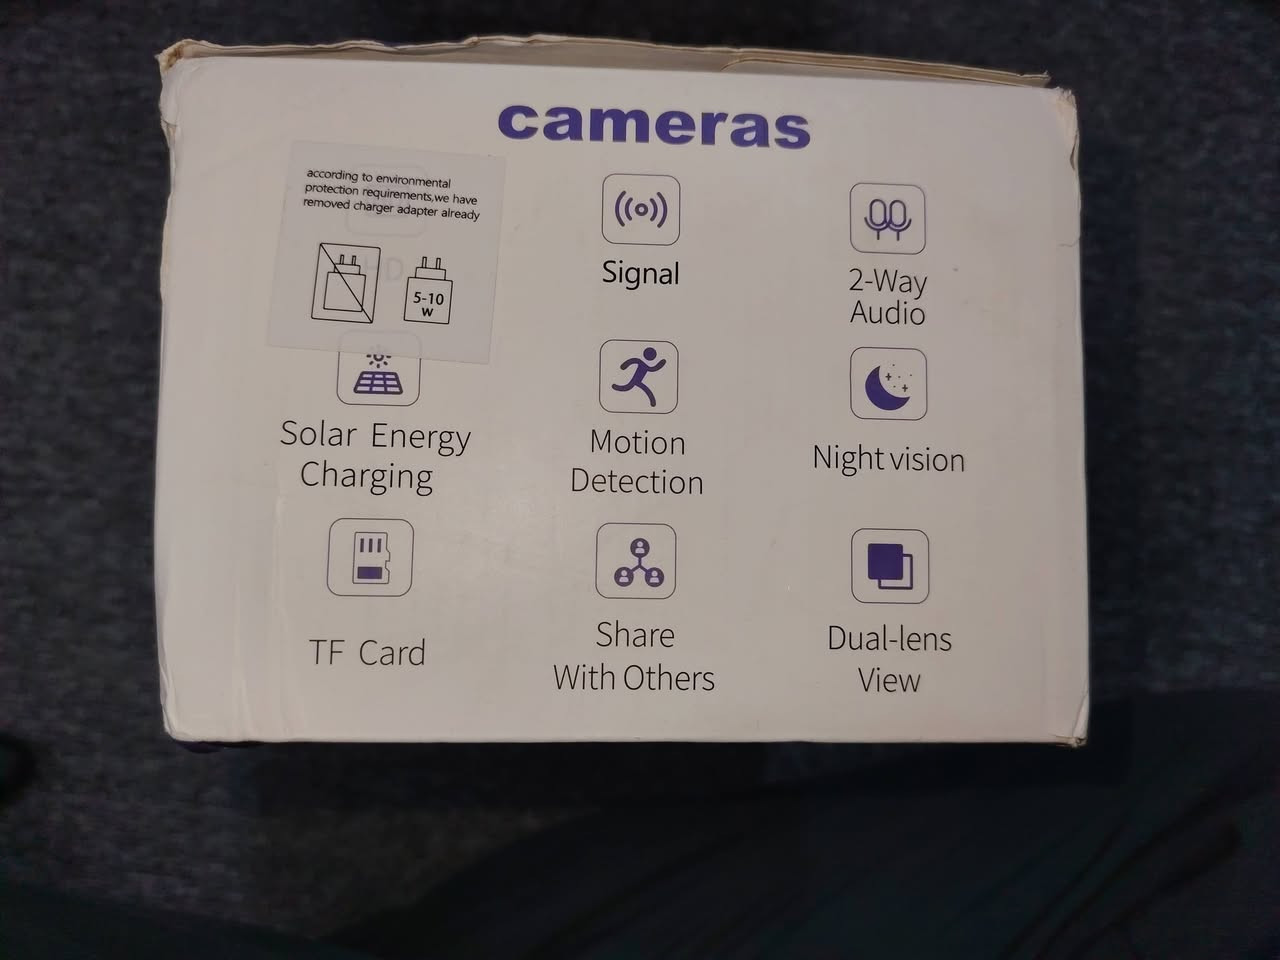 cameras
according to environmental
protection requirements,we have
removed charger adapter already
5-10
W
HD
Signal
2-Way
Audio
Solar Energy
Charging
Motion
Detection
Night vision
TF Card
Share
With Others
Dual-lens
View